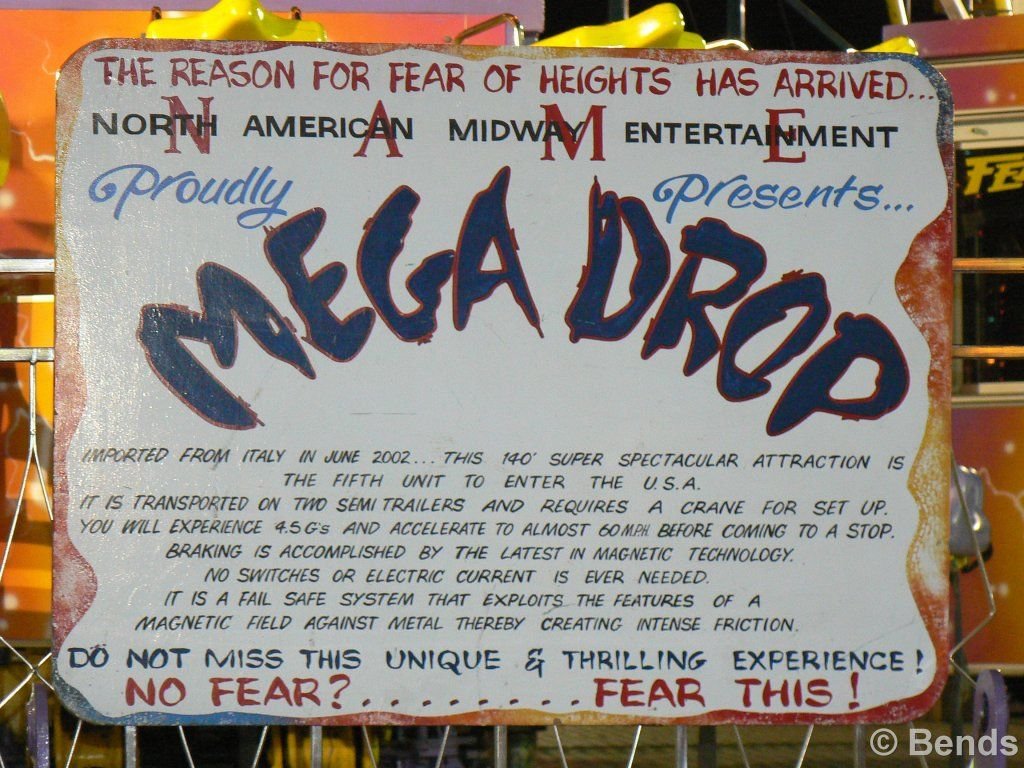 THE REASON FOR FEAR OF HEIGHTS HAS ARRIVED...
N A M E
NORTH AMERICAN MIDWAY ENTERTAINMENT
Proudly Presents...
MEGA DROP
IMPORTED FROM ITALY IN JUNE 2002... THIS 140' SUPER SPECTACULAR ATTRACTION IS
THE FIFTH UNIT TO ENTER THE U.S.A.
IT IS TRANSPORTED ON TWO SEMI TRAILERS AND REQUIRES A CRANE FOR SET UP.
YOU WILL EXPERIENCE 4.5 G's AND ACCELERATE TO ALMOST 60 MPH BEFORE COMING TO A STOP.
BRAKING IS ACCOMPLISHED BY THE LATEST IN MAGNETIC TECHNOLOGY.
NO SWITCHES OR ELECTRIC CURRENT IS EVER NEEDED.
IT IS A FAIL SAFE SYSTEM THAT EXPLOITS THE FEATURES OF A
MAGNETIC FIELD AGAINST METAL THEREBY CREATING INTENSE FRICTION.
DO NOT MISS THIS UNIQUE & THRILLING EXPERIENCE!
NO FEAR?.........FEAR THIS!
© Bends